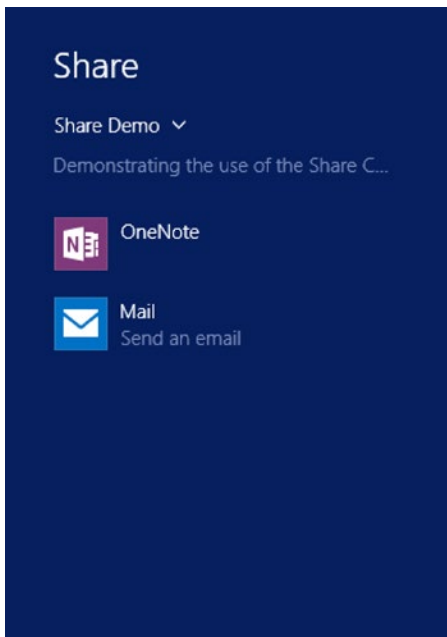 Share
Share Demo
Demonstrating the use of the Share C...
OneNote
Mail
Send an email